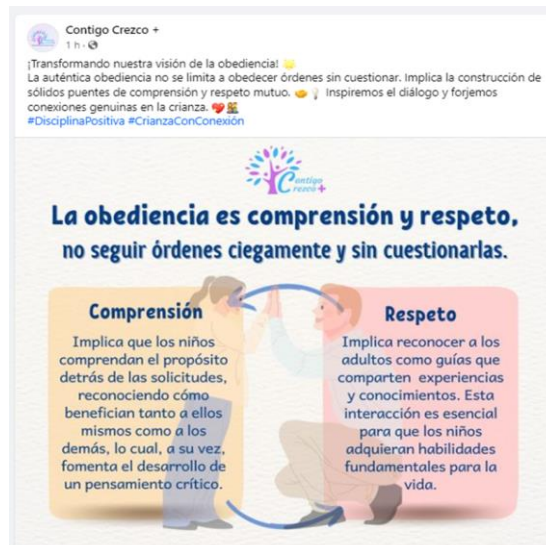 Contigo Crezco +
1 h ·
¡Transformando nuestra visión de la obediencia!
La auténtica obediencia no se limita a obedecer órdenes sin cuestionar. Implica la construcción de
sólidos puentes de comprensión y respeto mutuo. Inspiremos el diálogo y forjemos
conexiones genuinas en la crianza.
#DisciplinaPositiva #CrianzaConConexión
Contigo
Crezco +
La obediencia es comprensión y respeto,
no seguir órdenes ciegamente y sin cuestionarlas.
Comprensión
Implica que los niños
comprendan el propósito
detrás de las solicitudes,
reconociendo cómo
benefician tanto a ellos
mismos como a los
demás, lo cual, a su vez,
fomenta el desarrollo de
un pensamiento crítico.
Respeto
Implica reconocer a los
adultos como guías que
comparten experiencias
y conocimientos. Esta
interacción es esencial
para que los niños
adquieran habilidades
fundamentales para la
vida.